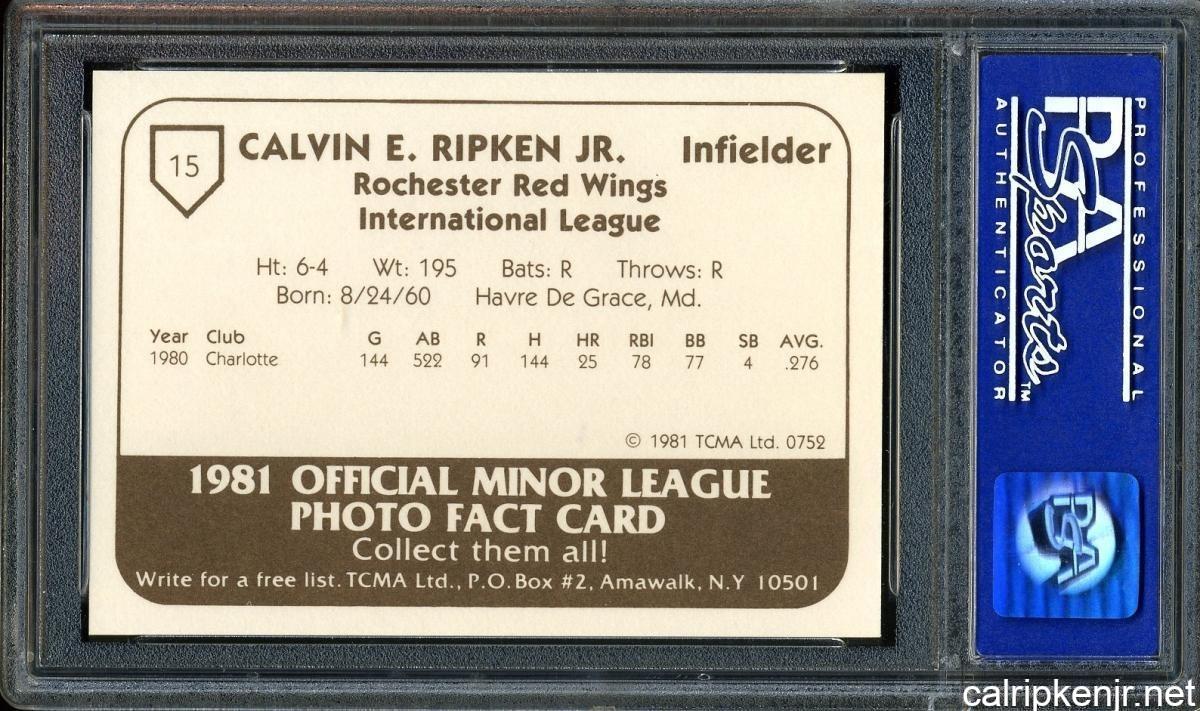 15
CALVIN E. RIPKEN JR. Infielder
Rochester Red Wings
International League
Ht: 6-4 Wt: 195 Bats: R Throws: R
Born: 8/24/60 Havre De Grace, Md.
Year Club G AB R H HR RBI BB SB AVG.
1980 Charlotte 144 522 91 144 25 78 77 4 .276
© 1981 TCMA Ltd. 0752
1981 OFFICIAL MINOR LEAGUE
PHOTO FACT CARD
Collect them all!
Write for a free list. TCMA Ltd., P.O. Box #2, Amawalk, N.Y 10501
PROFESSIONAL
PSA
Sports™
AUTHENTICATOR
PSA
calripkenjr.net